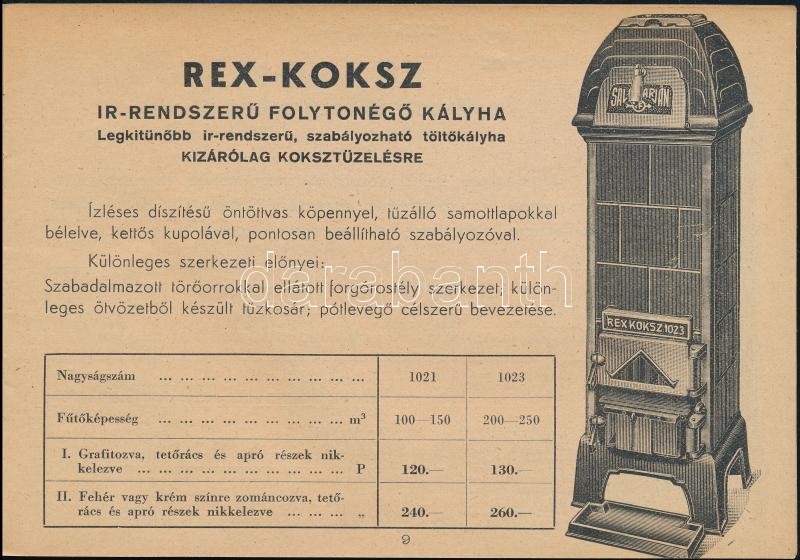 REX-KOKSZ
IR-RENDSZERŰ FOLYTONÉGŐ KÁLYHA
Legkitünőbb ir-rendszerű, szabályozható töltőkályha
KIZÁRÓLAG KOKSZTÜZELÉSRE
Ízléses díszítésű öntöttvas köpennyel, tűzálló samottlapokkal
bélelve, kettős kupolával, pontosan beállítható szabályozóval.
Különleges szerkezeti előnyei:
Szabadalmazott törőorrokkal ellátott forgórostély szerkezet; külön-
leges ötvözetből készült tűzkosár; pótlevegő célszerű bevezetése.
darabanth
Nagyságszám ... ... ... ... ... ... ... ... ... ... 1021 1023
Fűtőképesség ... ... ... ... ... ... ... ... m³ 100—150 200—250
I. Grafitozva, tetőrács és apró részek nik-
kelezve ... ... ... ... ... ... ... ... ... P 120.— 130.—
II. Fehér vagy krém színre zománcozva, tető-
rács és apró részek nikkelezve ... ... ... „ 240.— 260.—
9
REX KOKSZ.1023